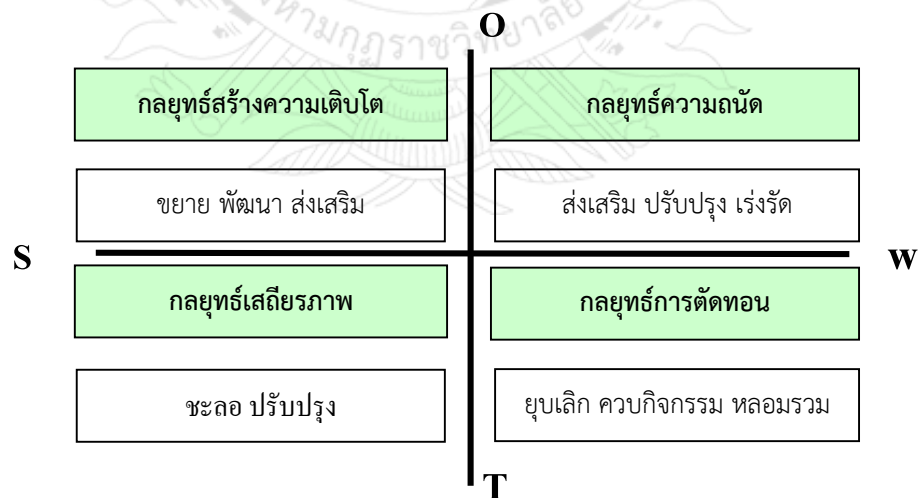 O
กลยุทธ์สร้างความเติบโต
กลยุทธ์ความถนัด
ขยาย พัฒนา ส่งเสริม
ส่งเสริม ปรับปรุง เร่งรัด
S
w
กลยุทธ์เสถียรภาพ
กลยุทธ์การตัดทอน
ชะลอ ปรับปรุง
ยุบเลิก ควบกิจกรรม หลอมรวม
T